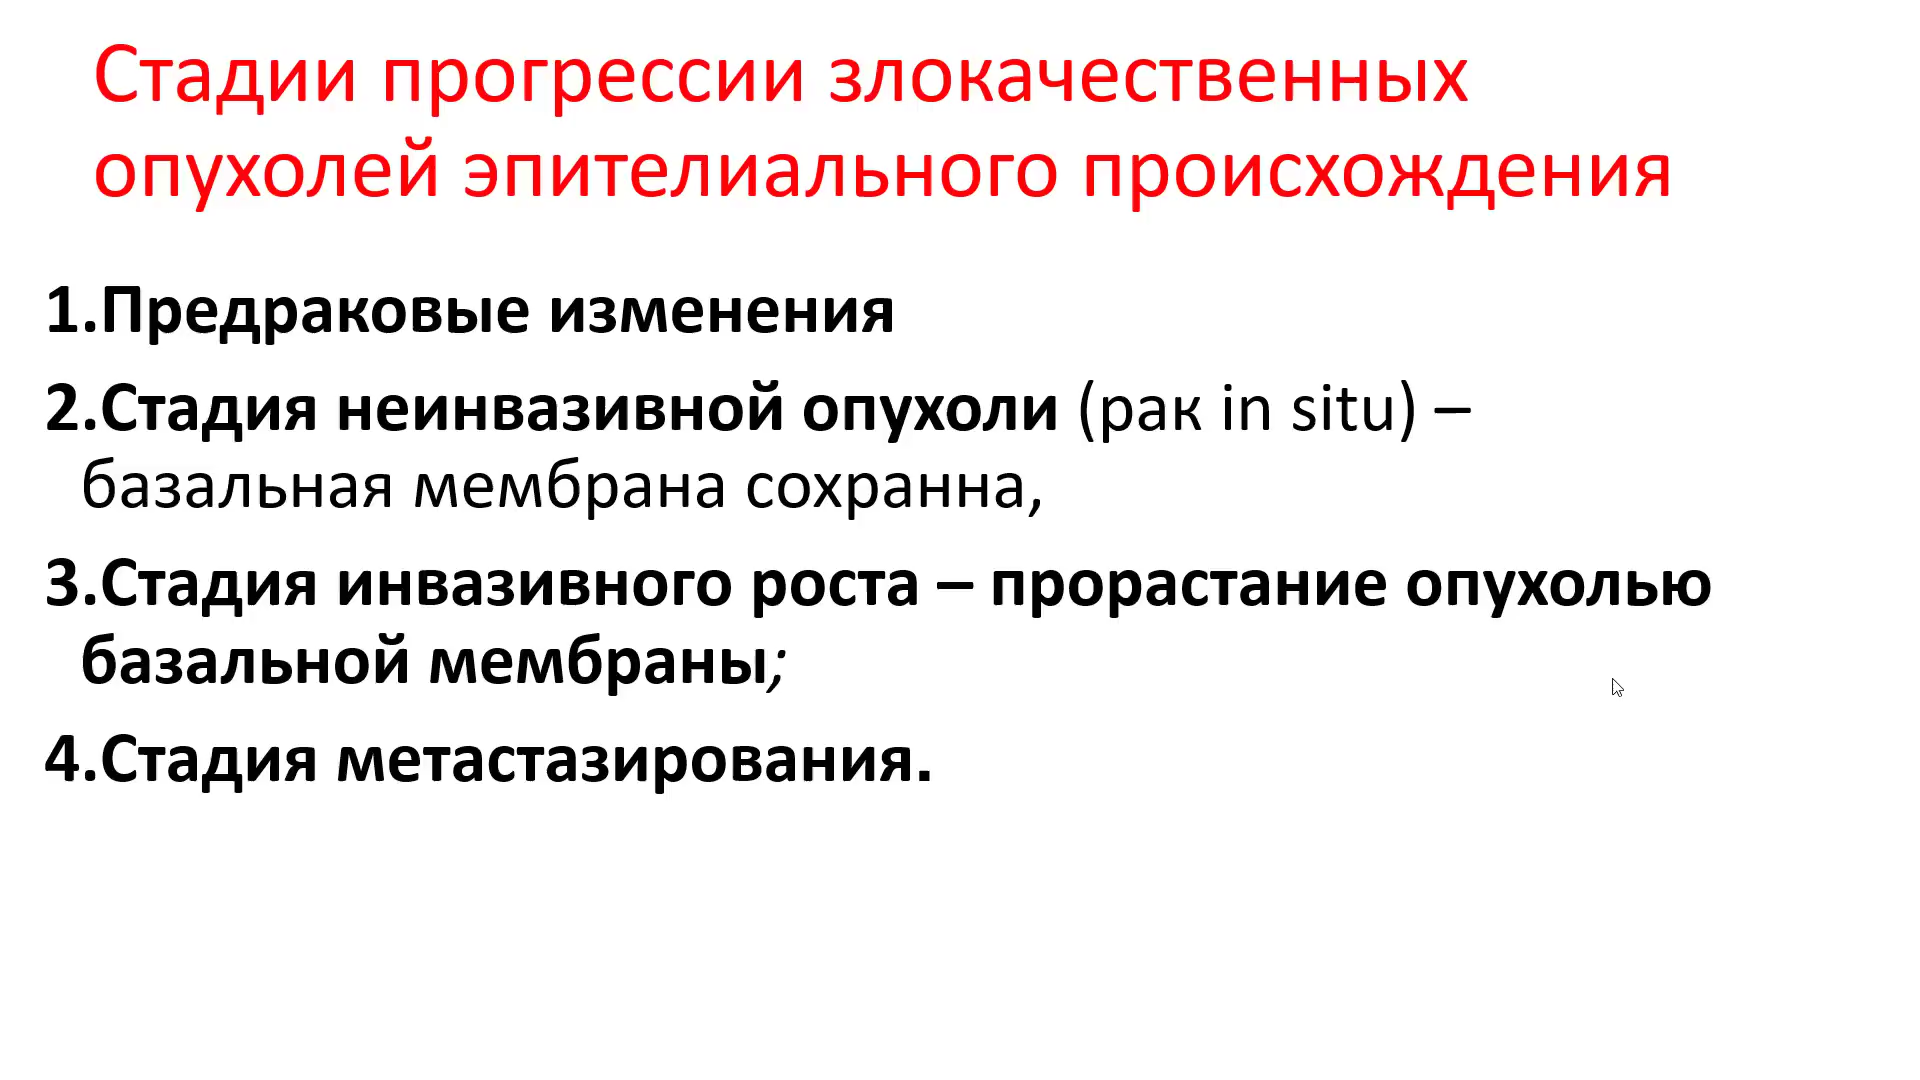 Стадии прогрессии злокачественных
опухолей эпителиального происхождения
1.Предраковые изменения
2.Стадия неинвазивной опухоли (рак in situ) –
базальная мембрана сохранна,
3.Стадия инвазивного роста – прорастание опухолью
базальной мембраны;
4.Стадия метастазирования.